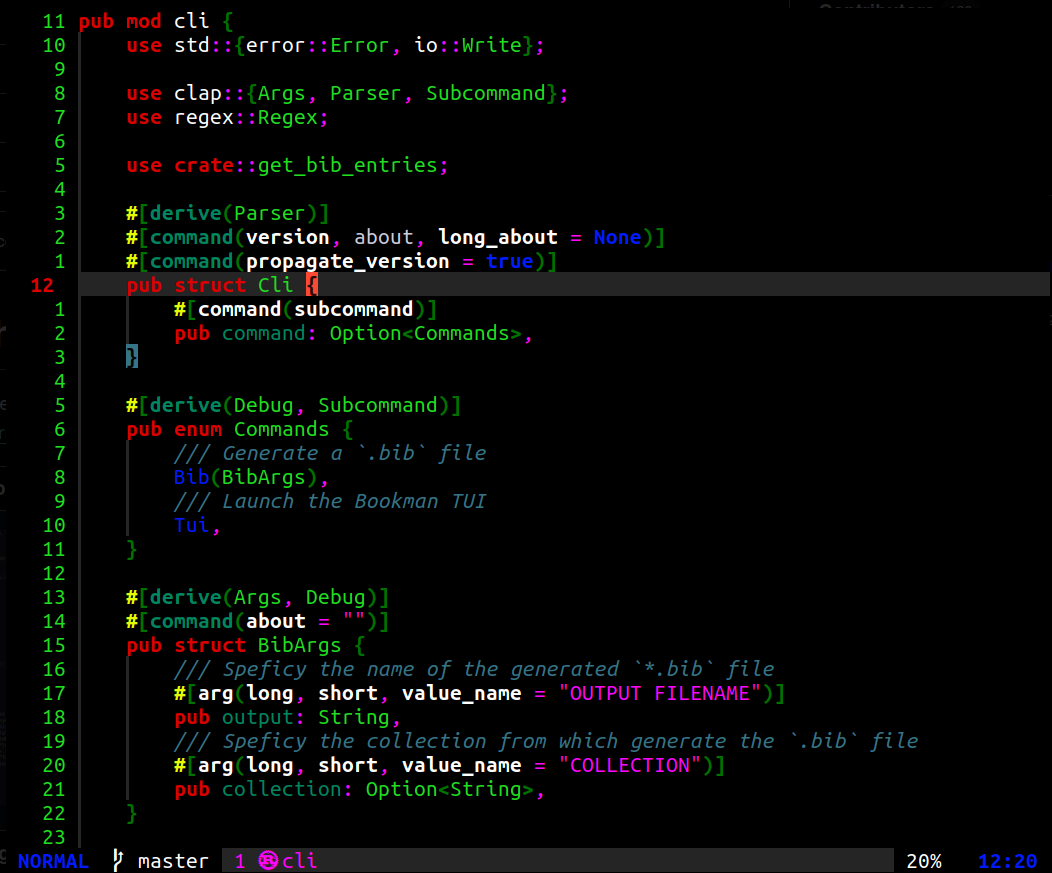 11 pub mod cli {
10     use std::{error::Error, io::Write};
9
8     use clap::{Args, Parser, Subcommand};
7     use regex::Regex;
6
5     use crate::get_bib_entries;
4
3     #[derive(Parser)]
2     #[command(version, about, long_about = None)]
1     #[command(propagate_version = true)]
12     pub struct Cli {
1         #[command(subcommand)]
2         pub command: Option<Commands>,
3     }
4
5     #[derive(Debug, Subcommand)]
6     pub enum Commands {
7         /// Generate a `.bib` file
8         Bib(BibArgs),
9         /// Launch the Bookman TUI
10         Tui,
11     }
12
13     #[derive(Args, Debug)]
14     #[command(about = "")]
15     pub struct BibArgs {
16         /// Speficy the name of the generated `*.bib` file
17         #[arg(long, short, value_name = "OUTPUT FILENAME")]
18         pub output: String,
19         /// Speficy the collection from which generate the `.bib` file
20         #[arg(long, short, value_name = "COLLECTION")]
21         pub collection: Option<String>,
22     }
23
NORMAL master 1 cli 20% 12:20